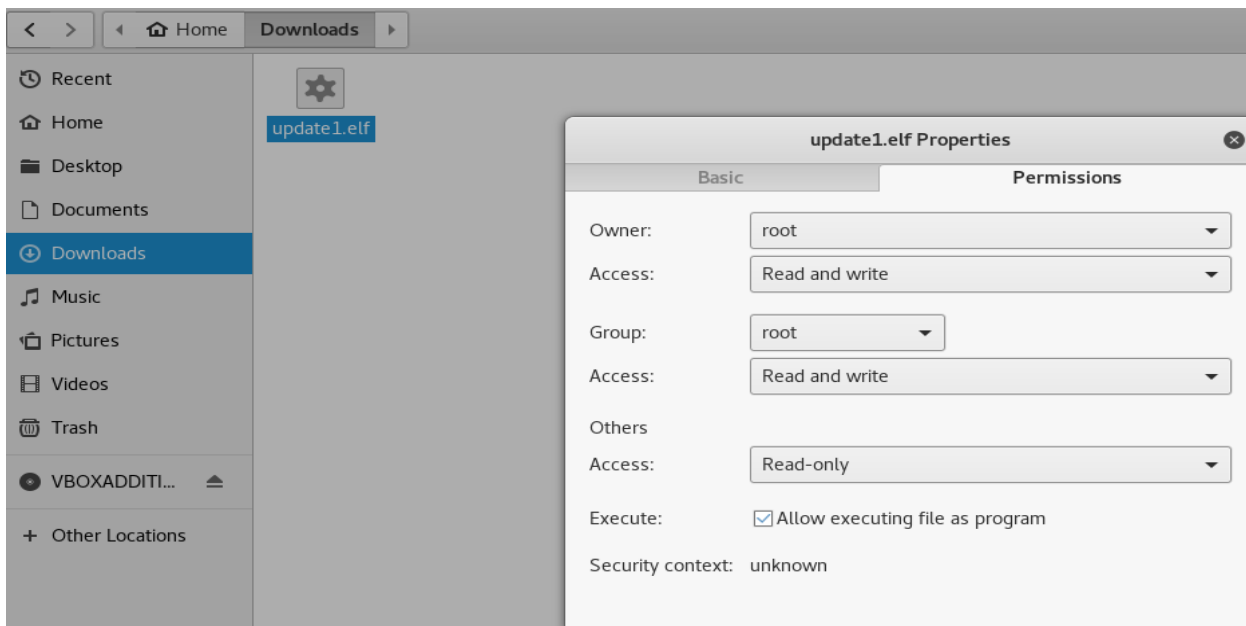 Home Downloads
Recent
Home
Desktop
Documents
Downloads
Music
Pictures
Videos
Trash
VBOXADDITI...
+ Other Locations
update1.elf
update1.elf Properties
Basic Permissions
Owner: root
Access: Read and write
Group: root
Access: Read and write
Others
Access: Read-only
Execute: Allow executing file as program
Security context: unknown